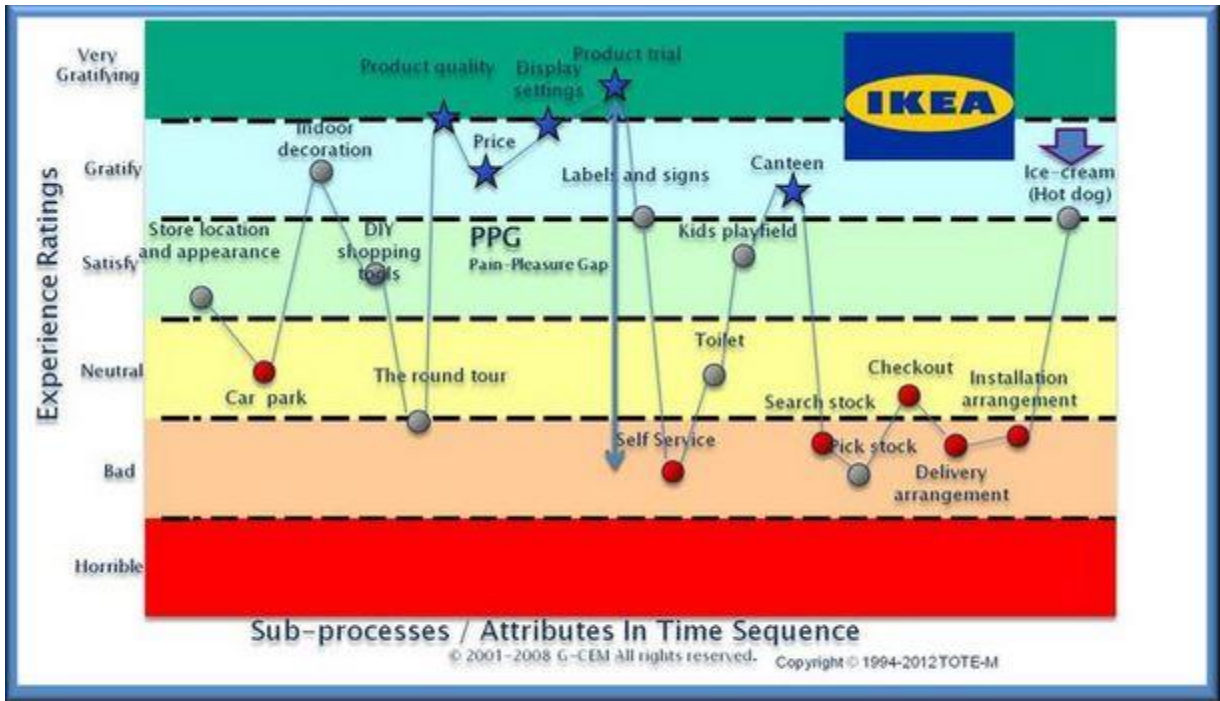 Very
Gratifying
Gratify
Satisfy
Neutral
Bad
Horrible
Experience Ratings
Store location
and appearance
Car park
Indoor
decoration
DIY
shopping
tools
The round tour
Product quality
Price
Display
settings
Product trial
PPG
Pain-Pleasure Gap
Labels and signs
Self Service
Toilet
Kids playfield
Canteen
Search stock
Pick stock
Checkout
Delivery
arrangement
Installation
arrangement
IKEA
Ice-cream
(Hot dog)
Sub-processes / Attributes In Time Sequence
© 2001-2008 G-CEM All rights reserved.
Copyright © 1994-2012 TOTE-M